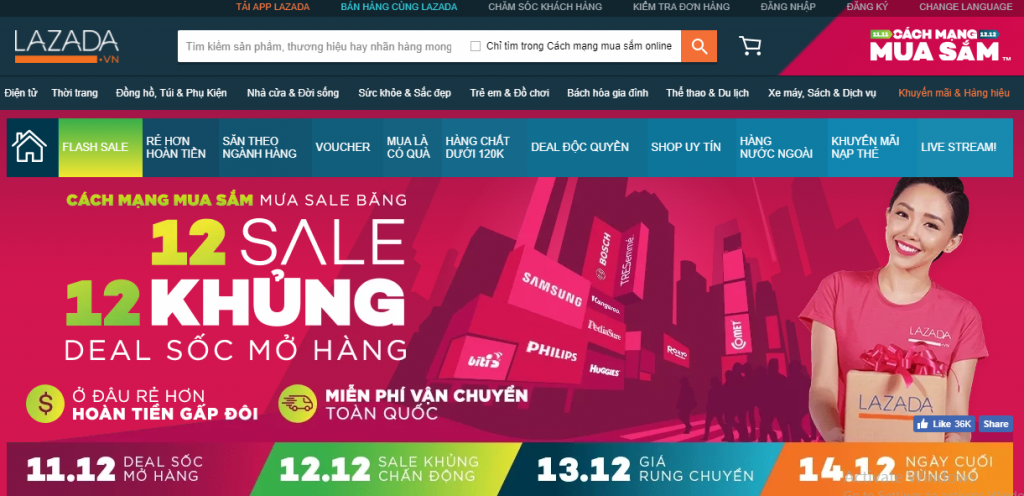 TẢI APP LAZADA BÁN HÀNG CÙNG LAZADA CHĂM SÓC KHÁCH HÀNG KIỂM TRA ĐƠN HÀNG ĐĂNG NHẬP ĐĂNG KÝ CHANGE LANGUAGE
LAZADA
.VN
Tìm kiếm sản phẩm, thương hiệu hay nhãn hàng mong
Chỉ tìm trong Cách mạng mua sắm online
11.11 CÁCH MẠNG 12.12
MUA SẮM™
Điện tử Thời trang Đồng hồ, Túi & Phụ Kiện Nhà cửa & Đời sống Sức khỏe & Sắc đẹp Trẻ em & Đồ chơi Bách hóa gia đình Thể thao & Du lịch Xe máy, Sách & Dịch vụ Khuyến mãi & Hàng hiệu
FLASH SALE
RẺ HƠN
HOÀN TIỀN
SĂN THEO
NGÀNH HÀNG
VOUCHER
MUA LÀ
CÓ QUÀ
HÀNG CHẤT
DƯỚI 120K
DEAL ĐỘC QUYỀN
SHOP UY TÍN
HÀNG
NƯỚC NGOÀI
KHUYẾN MÃI
NẠP THẺ
LIVE STREAM!
CÁCH MẠNG MUA SẮM MƯA SALE BĂNG
12 SALE
12 KHỦNG
DEAL SỐC MỞ HÀNG
$ Ở ĐÂU RẺ HƠN
HOÀN TIỀN GẤP ĐÔI
MIỄN PHÍ VẬN CHUYỂN
TOÀN QUỐC
BOSCH
TRESemmé
SAMSUNG
Kangaroo
PediaSure
PHILIPS
HUGGIES
biti's
ROXYO
COMET
LAZADA
.VN
LAZADA
Like 36K Share
11.12 DEAL SỐC
MỞ HÀNG
12.12 SALE KHỦNG
CHẤN ĐỘNG
13.12 GIÁ
RUNG CHUYỂN
14.12 NGÀY CUỐI
BÙNG NỔ